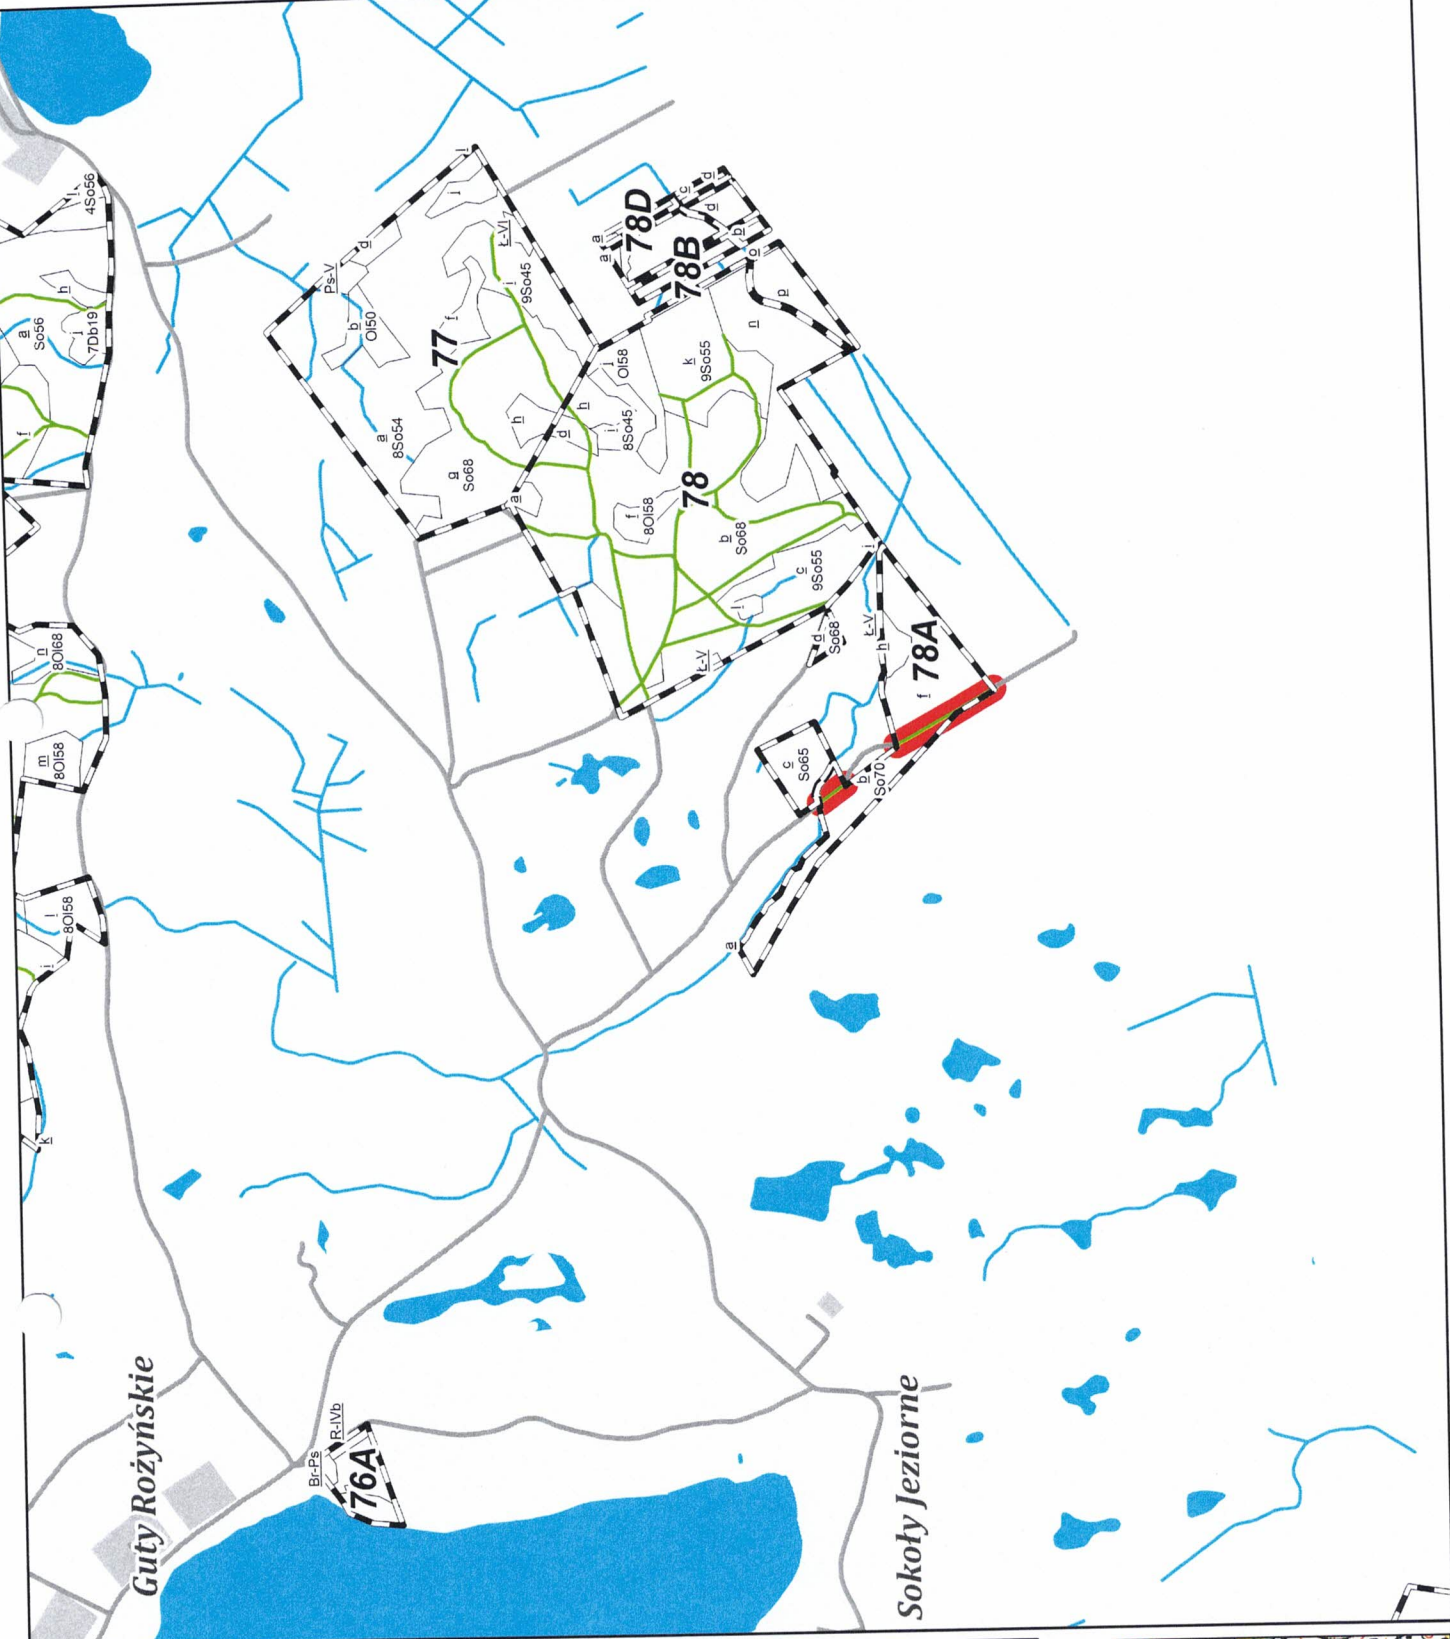 l
4So56
h
a
So56
j
7Db19
f
n
8Ol68
m
8Ol58
l
8Ol58
i
k
l
i
d
Ps-V
b
Ol50
Ł-VI
i
9So45
f
77
a
8So54
g
So68
h
h
d
i
8So45
j
Ol58
a
a
78D
c
d
d
b
78B
o
p
n
k
9So55
a
78
f
8Ol58
b
So68
c
9So55
l
i
Ł-V
d
So68
Ł-V
h
78A
f
c
So65
b
So70
a
Guty Rożyńskie
Br-Ps
R-IVb
76A
Sokoły Jeziorne